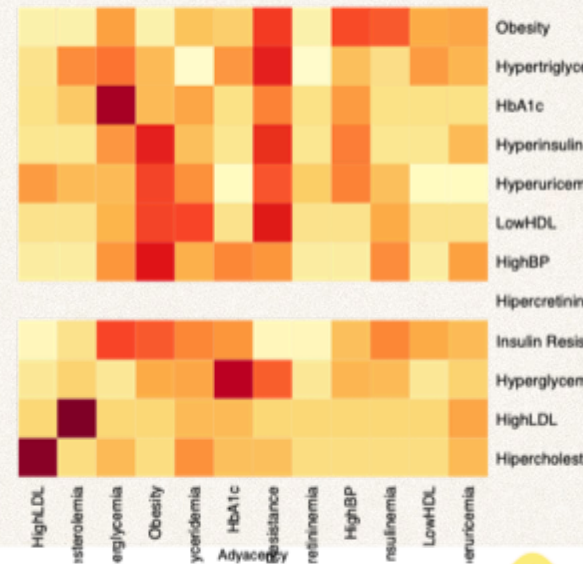 Obesity
Hypertriglyce
HbA1c
Hyperinsulin
Hyperuricem
LowHDL
HighBP
Hipercretinin
Insulin Resis
Hyperglycem
HighLDL
Hipercholest
HighLDL
esterolemia
erglycemia
Obesity
yceridemia
HbA1c
esistance
retininemia
HighBP
nsulinemia
LowHDL
eruricemia
Adyacency